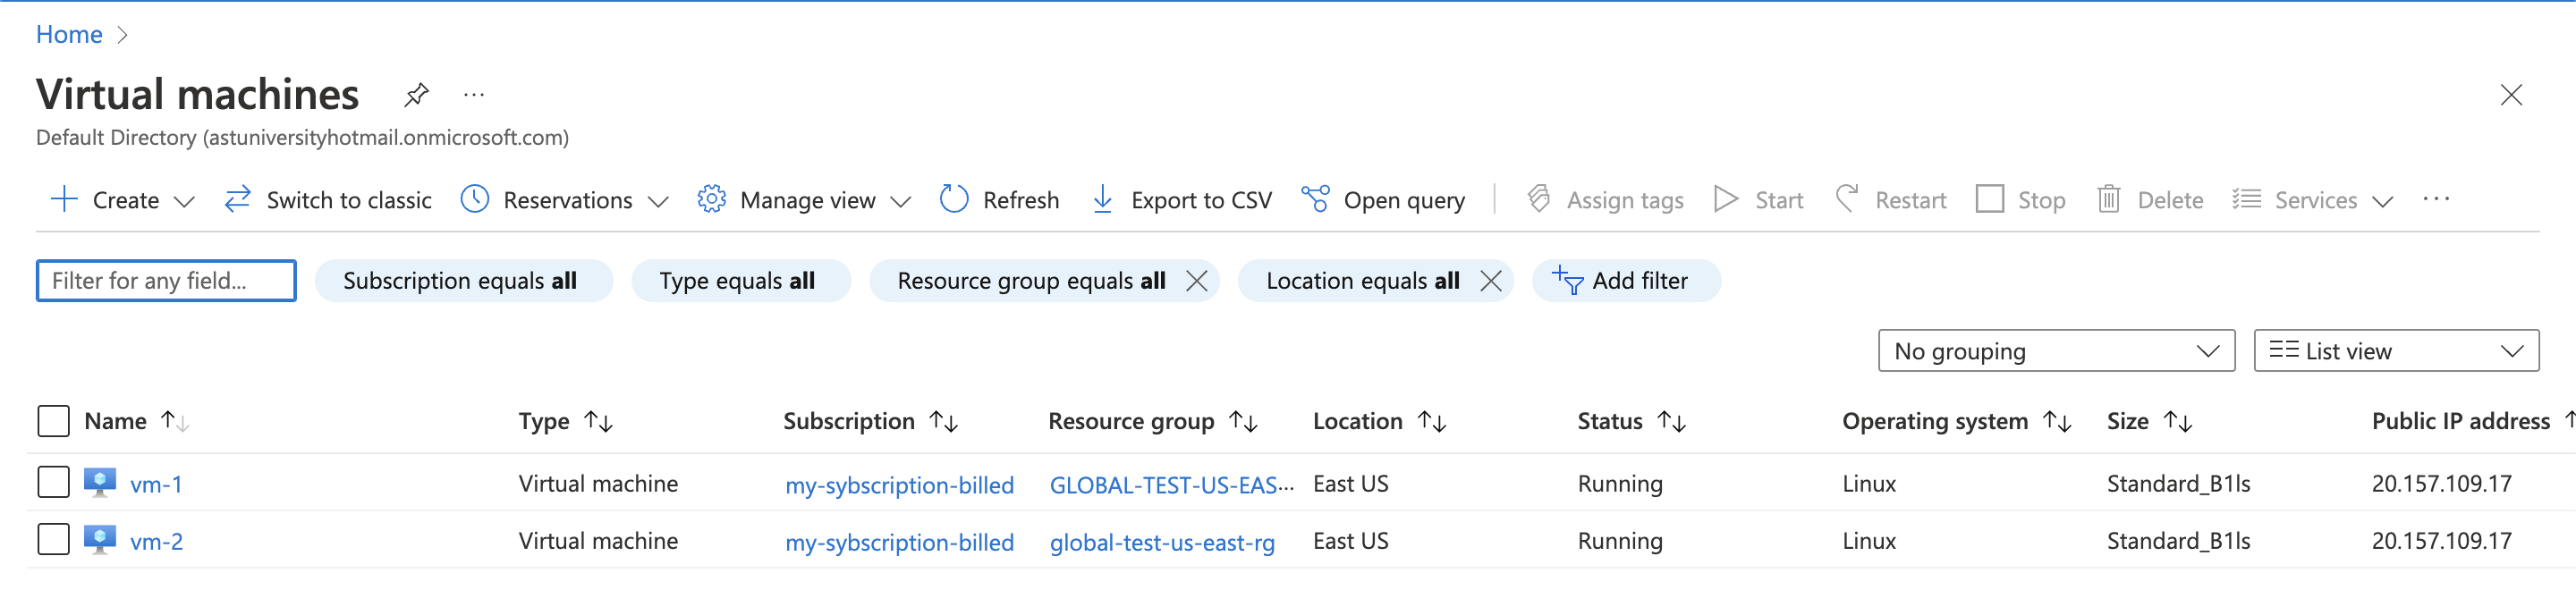 Home
Virtual machines
Default Directory (astuniversityhotmail.onmicrosoft.com)
Create Switch to classic Reservations Manage view Refresh Export to CSV Open query Assign tags Start Restart Stop Delete Services ...
Filter for any field... Subscription equals all Type equals all Resource group equals all Location equals all Add filter
No grouping List view
Name Type Subscription Resource group Location Status Operating system Size Public IP address
vm-1 Virtual machine my-sybscription-billed GLOBAL-TEST-US-EAS... East US Running Linux Standard_B1ls 20.157.109.17
vm-2 Virtual machine my-sybscription-billed global-test-us-east-rg East US Running Linux Standard_B1ls 20.157.109.17